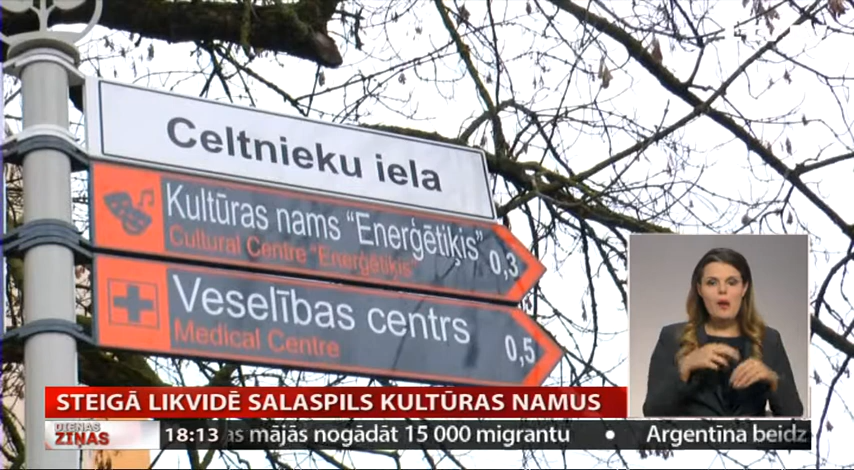 Celtnieku iela
Kultūras nams “Enerģētiķis” 0,3
Cultural Centre “Enerģētiķis”
Veselības centrs 0,5
Medical Centre
STEIGĀ LIKVIDĒ SALASPILS KULTŪRAS NAMUS
DIENAS
ZIŅAS
18:13 as mājās nogādāt 15 000 migrantu • Argentīna beidz